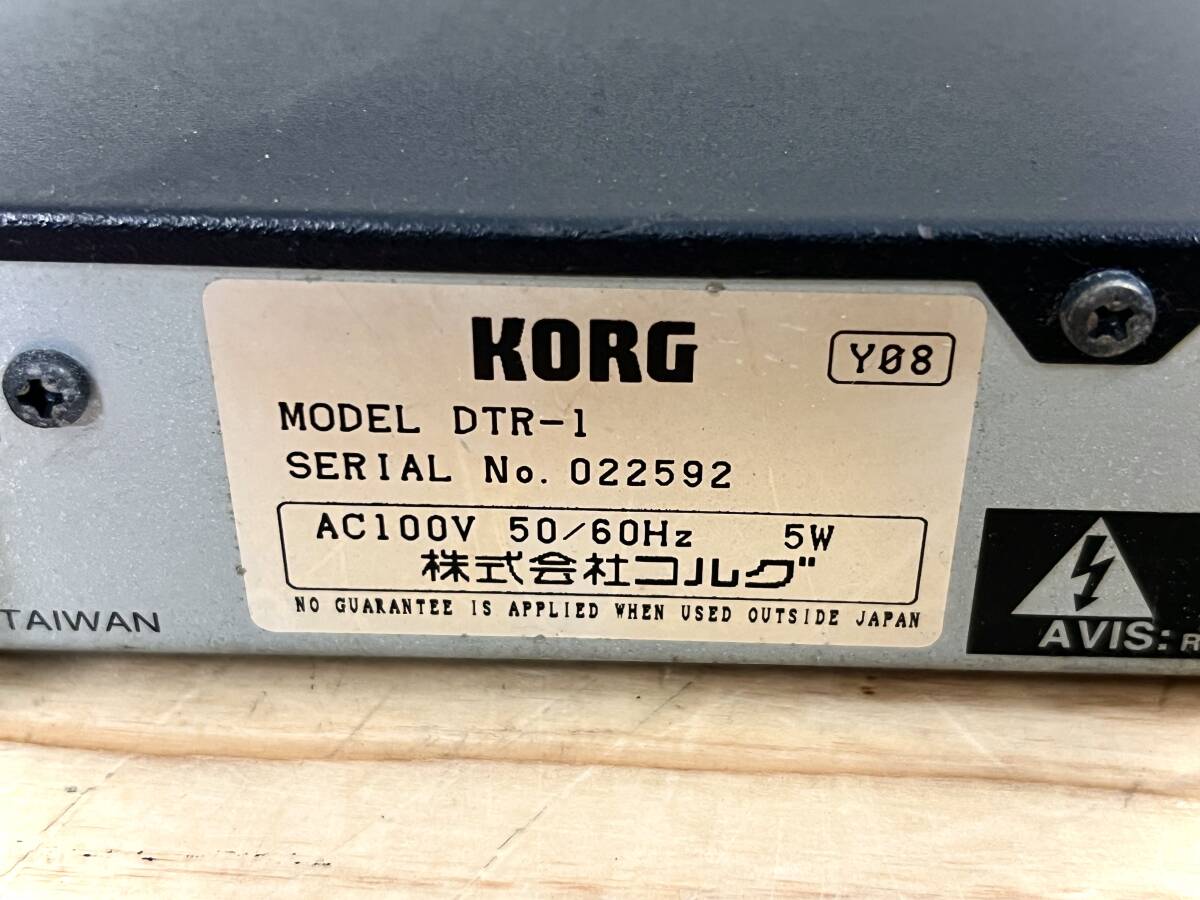 KORG
Y08
MODEL DTR-1
SERIAL No. 022592
AC100V 50/60Hz 5W
株式会社コルグ
NO GUARANTEE IS APPLIED WHEN USED OUTSIDE JAPAN
TAIWAN
AVIS: